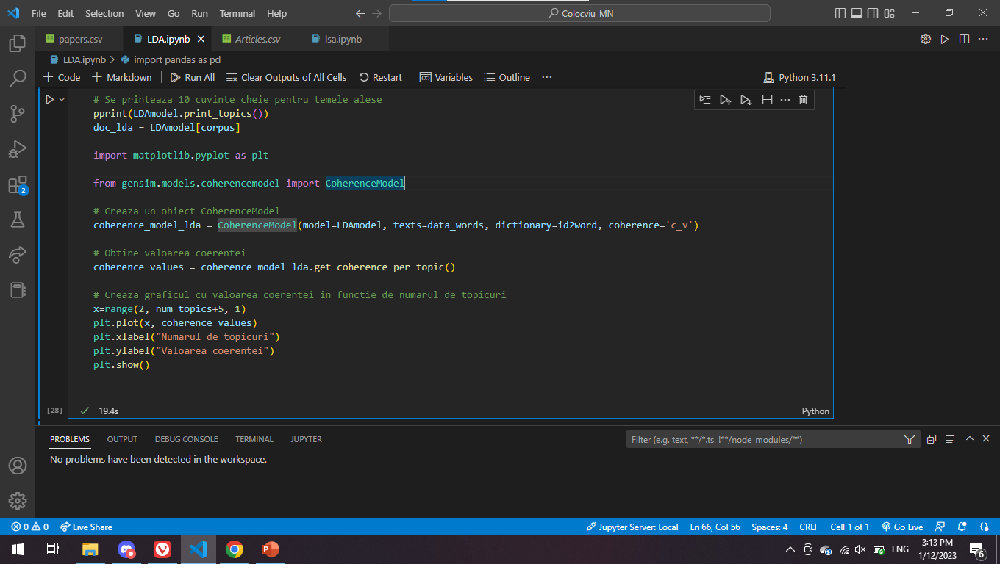 File Edit Selection View Go Run Terminal Help
Colocviu_MN
papers.csv LDA.ipynb Articles.csv lsa.ipynb
LDA.ipynb > import pandas as pd
Code Markdown Run All Clear Outputs of All Cells Restart Variables Outline ··· Python 3.11.1
# Se printeaza 10 cuvinte cheie pentru temele alese
pprint(LDAmodel.print_topics())
doc_lda = LDAmodel[corpus]
import matplotlib.pyplot as plt
from gensim.models.coherencemodel import CoherenceModel
# Creaza un obiect CoherenceModel
coherence_model_lda = CoherenceModel(model=LDAmodel, texts=data_words, dictionary=id2word, coherence='c_v')
# Obtine valoarea coerentei
coherence_values = coherence_model_lda.get_coherence_per_topic()
# Creaza graficul cu valoarea coerentei in functie de numarul de topicuri
x=range(2, num_topics+5, 1)
plt.plot(x, coherence_values)
plt.xlabel("Numarul de topicuri")
plt.ylabel("Valoarea coerentei")
plt.show()
[28] 19.4s Python
PROBLEMS OUTPUT DEBUG CONSOLE TERMINAL JUPYTER Filter (e.g. text, **/*.ts, !**/node_modules/**)
No problems have been detected in the workspace.
2
0 0 Live Share Jupyter Server: Local Ln 66, Col 56 Spaces: 4 CRLF Cell 1 of 1 Go Live
ENG 3:13 PM
1/12/2023 6